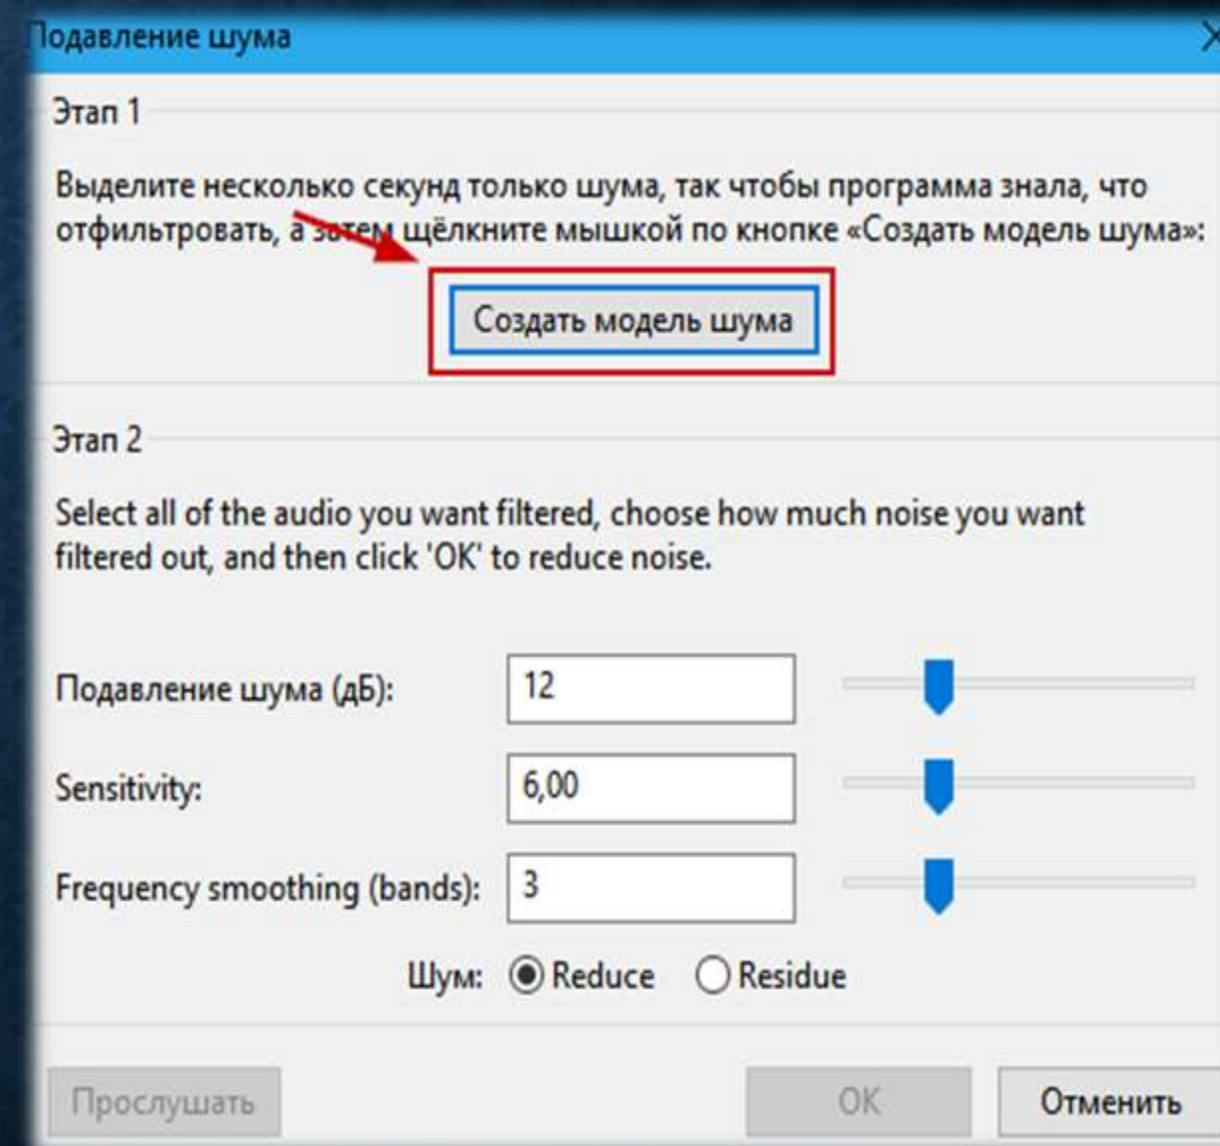 Подавление шума
Этап 1
Выделите несколько секунд только шума, так чтобы программа знала, что
отфильтровать, а затем щёлкните мышкой по кнопке «Создать модель шума»:
Создать модель шума
Этап 2
Select all of the audio you want filtered, choose how much noise you want
filtered out, and then click 'OK' to reduce noise.
Подавление шума (дБ): 12
Sensitivity: 6,00
Frequency smoothing (bands): 3
Шум: Reduce Residue
Прослушать OK Отменить